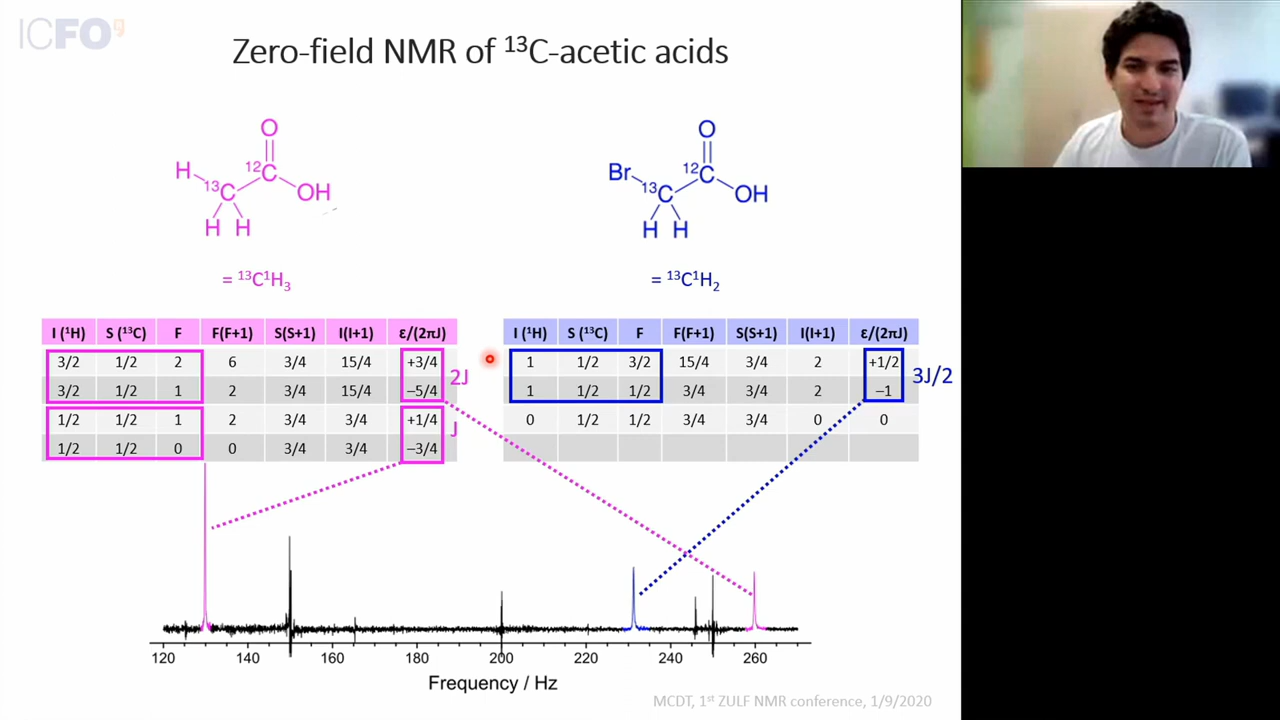 ICFO
Zero-field NMR of ¹³C-acetic acids
O
H ¹³C ¹²C OH
H H
= ¹³C¹H₃
O
Br ¹³C ¹²C OH
H H
= ¹³C¹H₂
I (¹H) S (¹³C) F F(F+1) S(S+1) I(I+1) ε/(2πJ)
3/2 1/2 2 6 3/4 15/4 +3/4
3/2 1/2 1 2 3/4 15/4 –5/4
2J
1/2 1/2 1 2 3/4 3/4 +1/4
1/2 1/2 0 0 3/4 3/4 –3/4
J
I (¹H) S (¹³C) F F(F+1) S(S+1) I(I+1) ε/(2πJ)
1 1/2 3/2 15/4 3/4 2 +1/2
1 1/2 1/2 3/4 3/4 2 –1
3J/2
0 1/2 1/2 3/4 3/4 0 0
120 140 160 180 200 220 240 260
Frequency / Hz
MCDT, 1ˢᵗ ZULF NMR conference, 1/9/2020